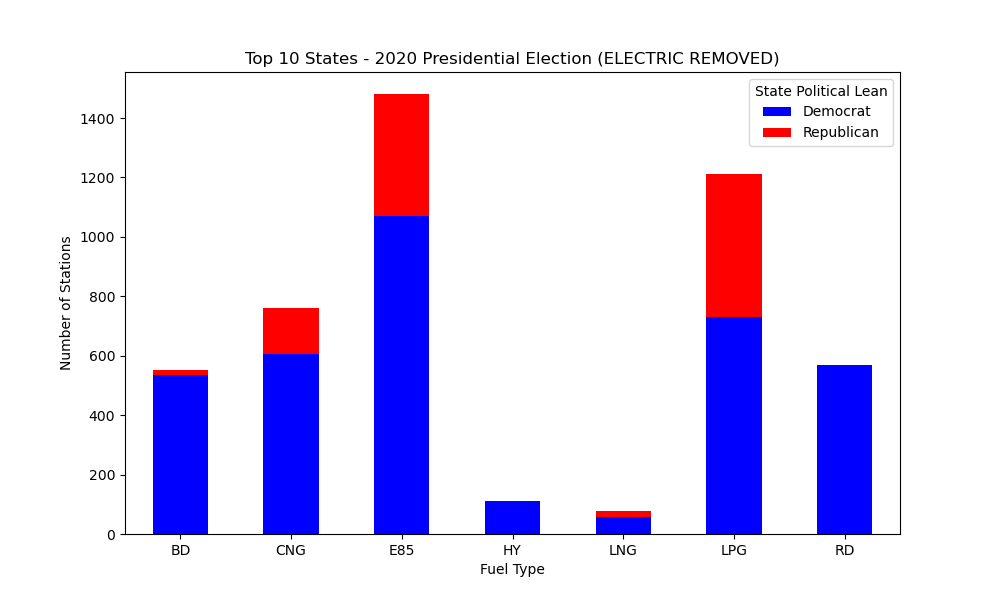 Top 10 States - 2020 Presidential Election (ELECTRIC REMOVED)
State Political Lean
Democrat
Republican
Number of Stations
1400
1200
1000
800
600
400
200
0
BD CNG E85 HY LNG LPG RD
Fuel Type